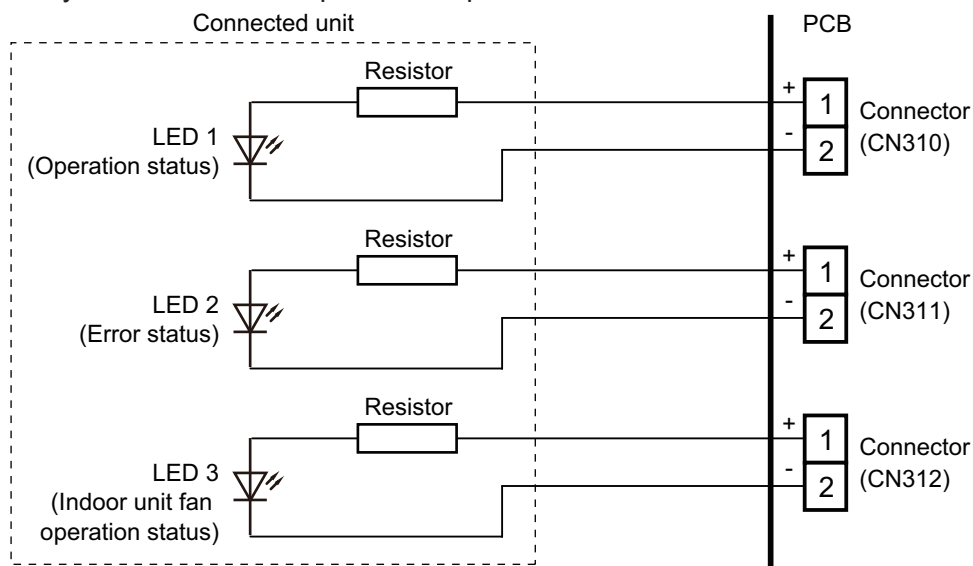 Connected unit
PCB
Resistor
LED 1
(Operation status)
+
-
1
2
Connector
(CN310)
Resistor
LED 2
(Error status)
+
-
1
2
Connector
(CN311)
Resistor
LED 3
(Indoor unit fan
operation status)
+
-
1
2
Connector
(CN312)